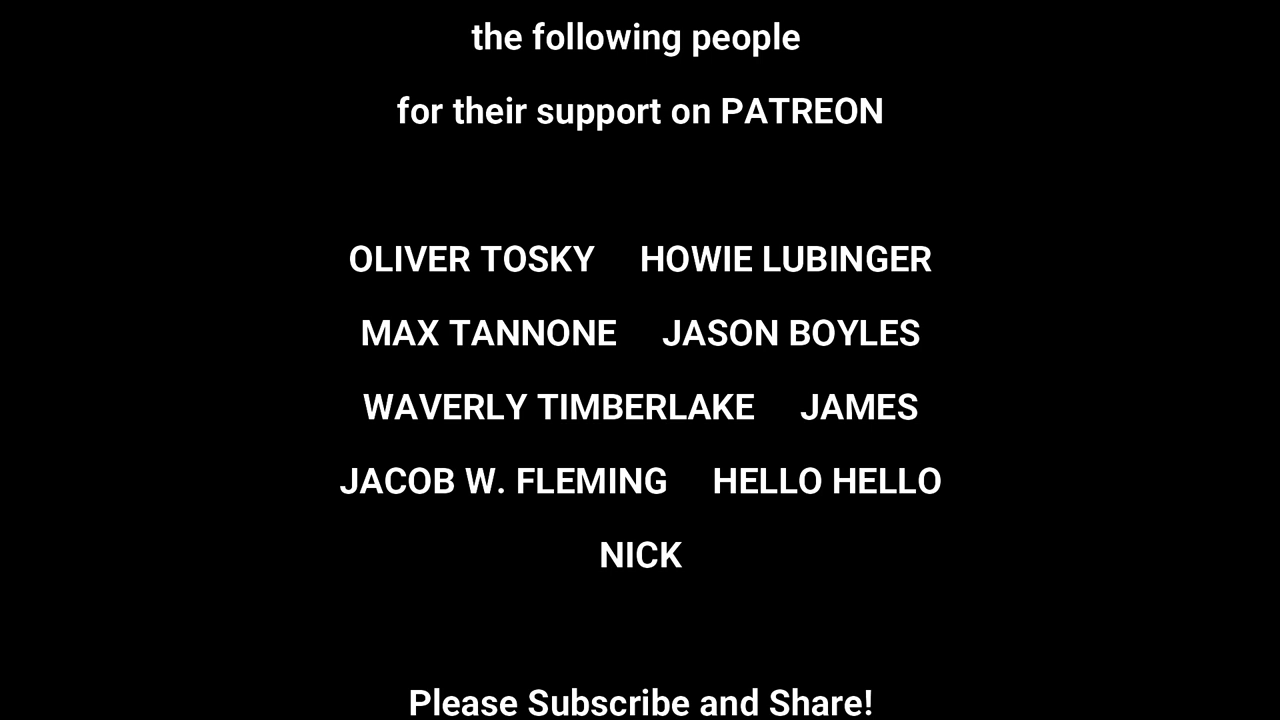 the following people
for their support on PATREON
OLIVER TOSKY HOWIE LUBINGER
MAX TANNONE JASON BOYLES
WAVERLY TIMBERLAKE JAMES
JACOB W. FLEMING HELLO HELLO
NICK
Please Subscribe and Share!